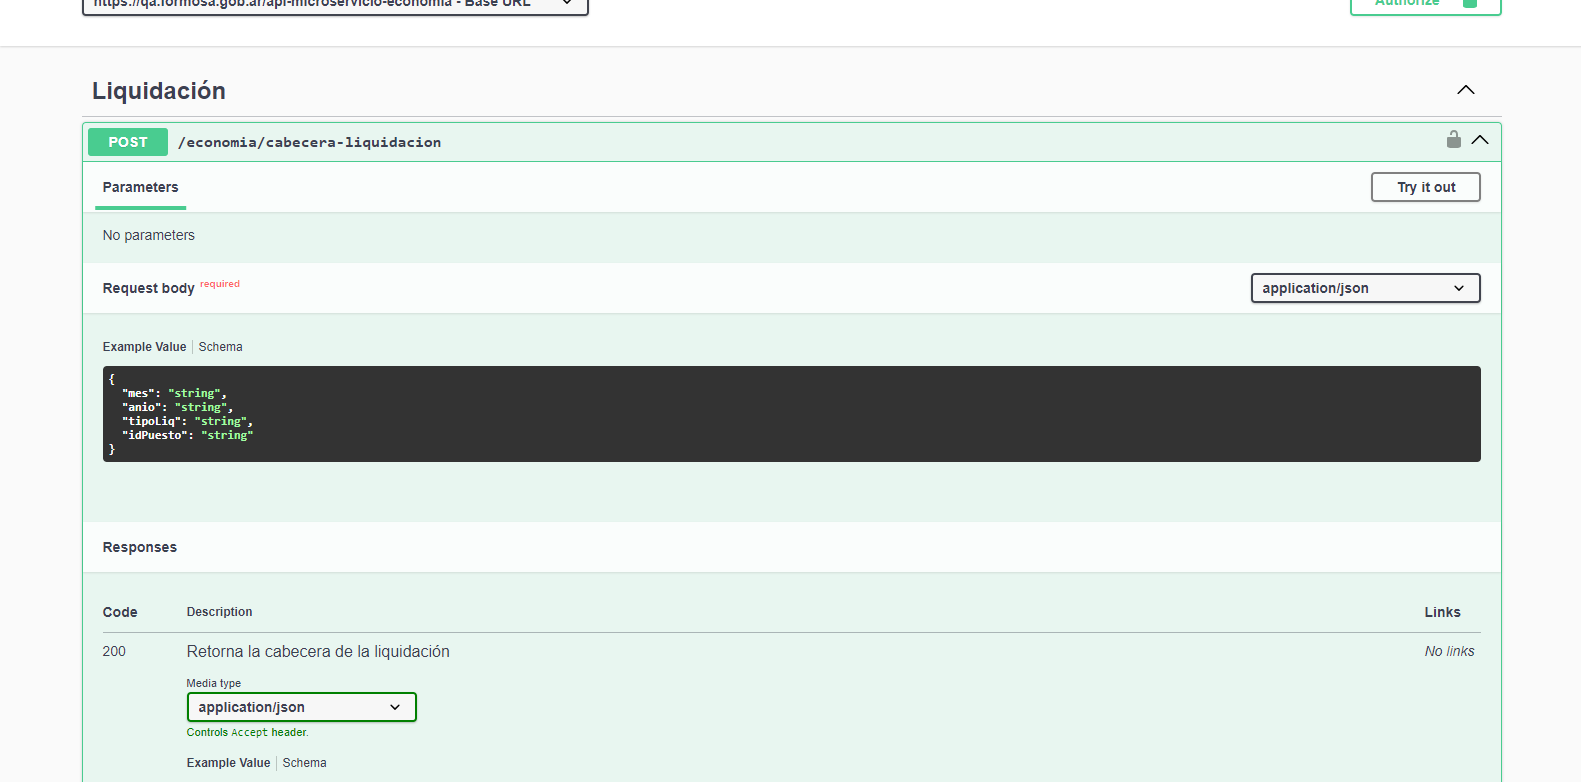 https://qa.formosa.gob.ar/api-microservicio-economia - Base URL
Authorize
Liquidación
POST /economia/cabecera-liquidacion
Parameters
Try it out
No parameters
Request body required
application/json
Example Value | Schema
{
"mes": "string",
"anio": "string",
"tipoLiq": "string",
"idPuesto": "string"
}
Responses
Code Description Links
200 Retorna la cabecera de la liquidación No links
Media type
application/json
Controls Accept header.
Example Value | Schema